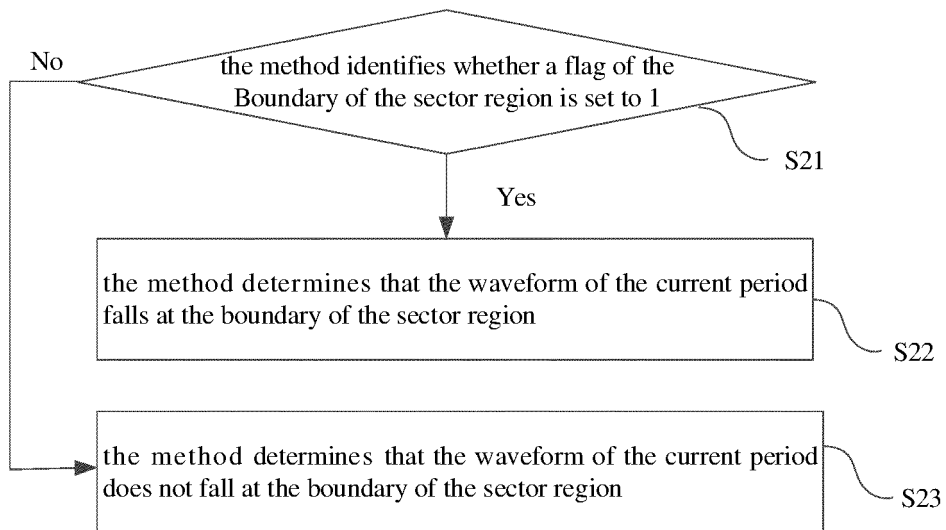 No
the method identifies whether a flag of the
Boundary of the sector region is set to 1
S21
Yes
the method determines that the waveform of the current period
falls at the boundary of the sector region
S22
the method determines that the waveform of the current period
does not fall at the boundary of the sector region
S23